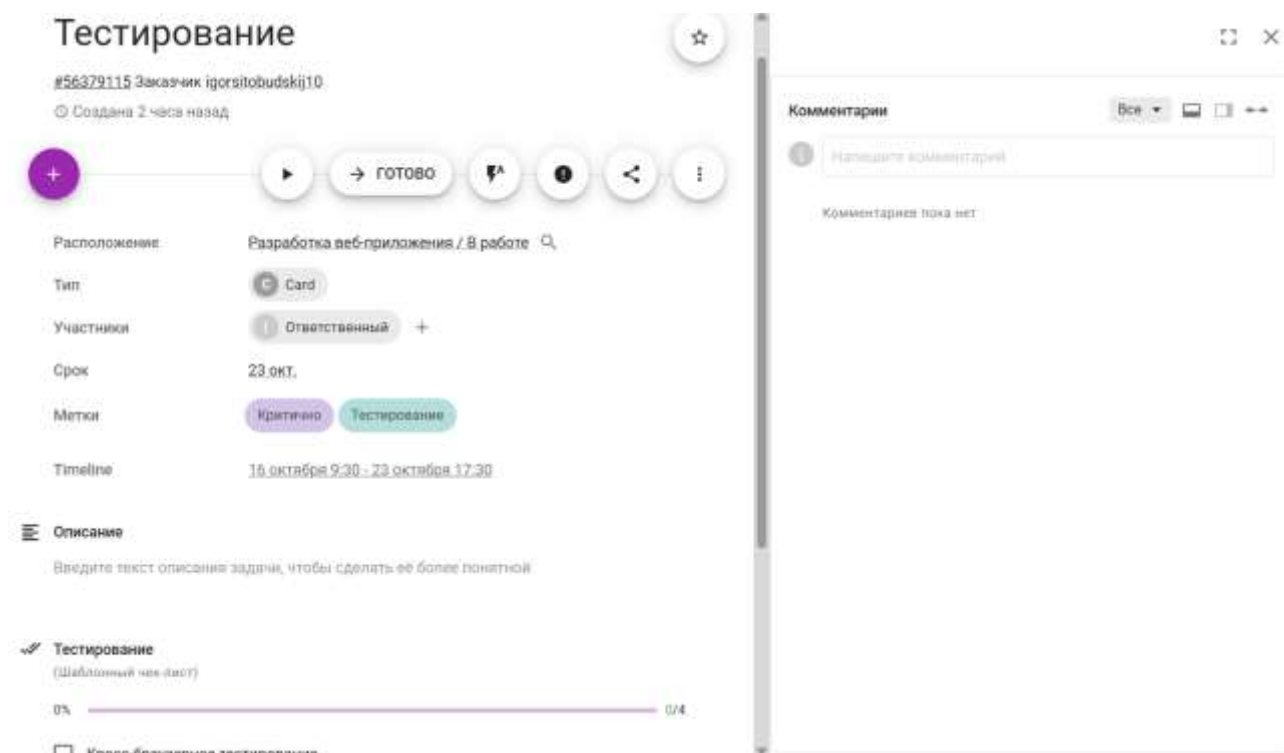 Тестирование
#56379115 Заказчик igorsitobudskij10
Создана 2 часа назад
→ ГОТОВО
Расположение Разработка веб-приложения / В работе
Тип C Card
Участники I Ответственный +
Срок 23 окт.
Метки Критично Тестирование
Timeline 16 октября 9:30 - 23 октября 17:30
Описание
Введите текст описания задачи, чтобы сделать её более понятной
Тестирование
(Шаблонный чек-лист)
0% 0/4
Кросс-браузерное тестирование
Комментарии Все
Напишите комментарий
Комментариев пока нет